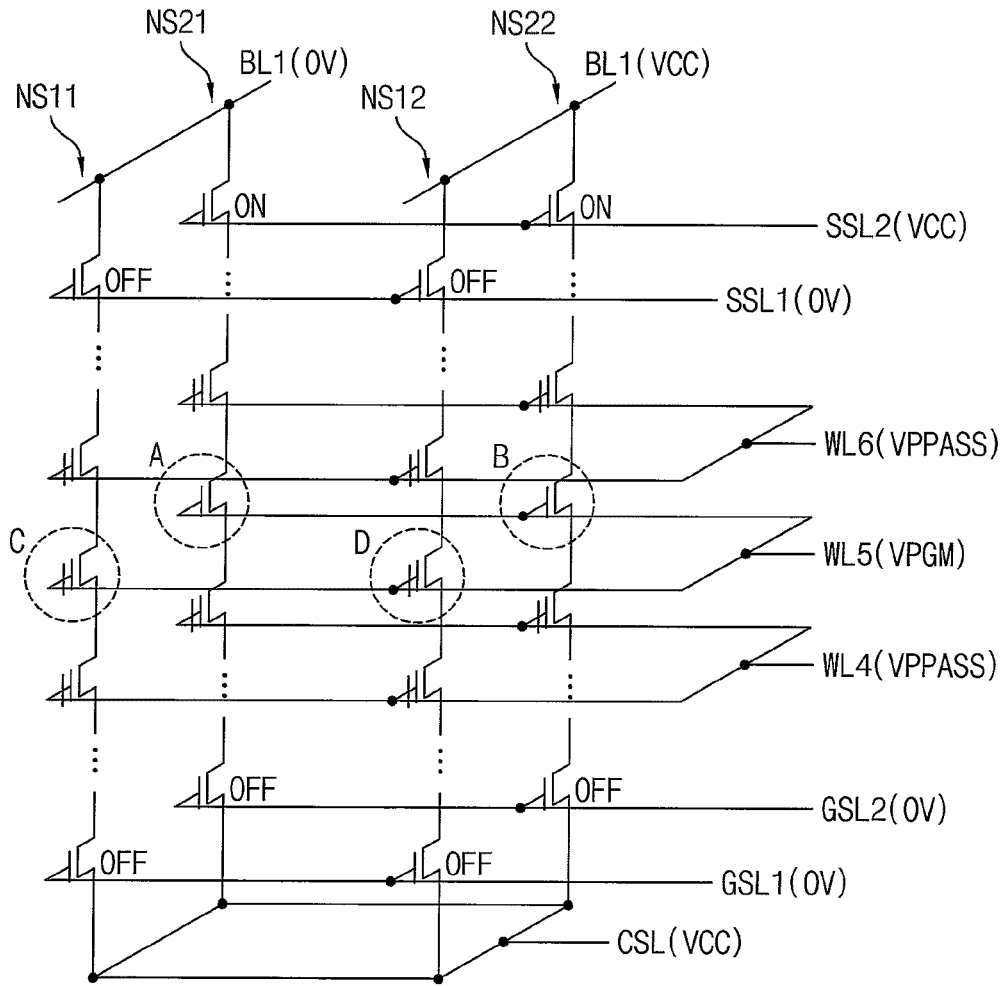 NS21
NS22
BL1(0V)
BL1(VCC)
NS11
NS12
ON
ON
SSL2(VCC)
OFF
OFF
SSL1(0V)
WL6(VPPASS)
A
B
C
D
WL5(VPGM)
WL4(VPPASS)
OFF
OFF
GSL2(0V)
OFF
OFF
GSL1(0V)
CSL(VCC)